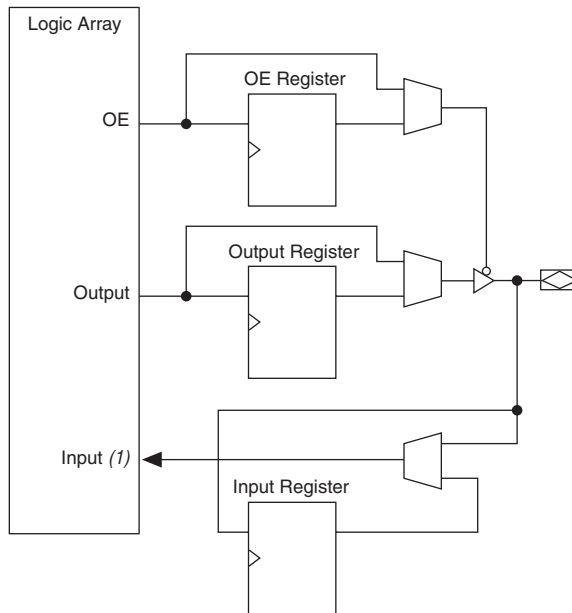 Logic Array
OE Register
OE
Output Register
Output
Input (1)
Input Register